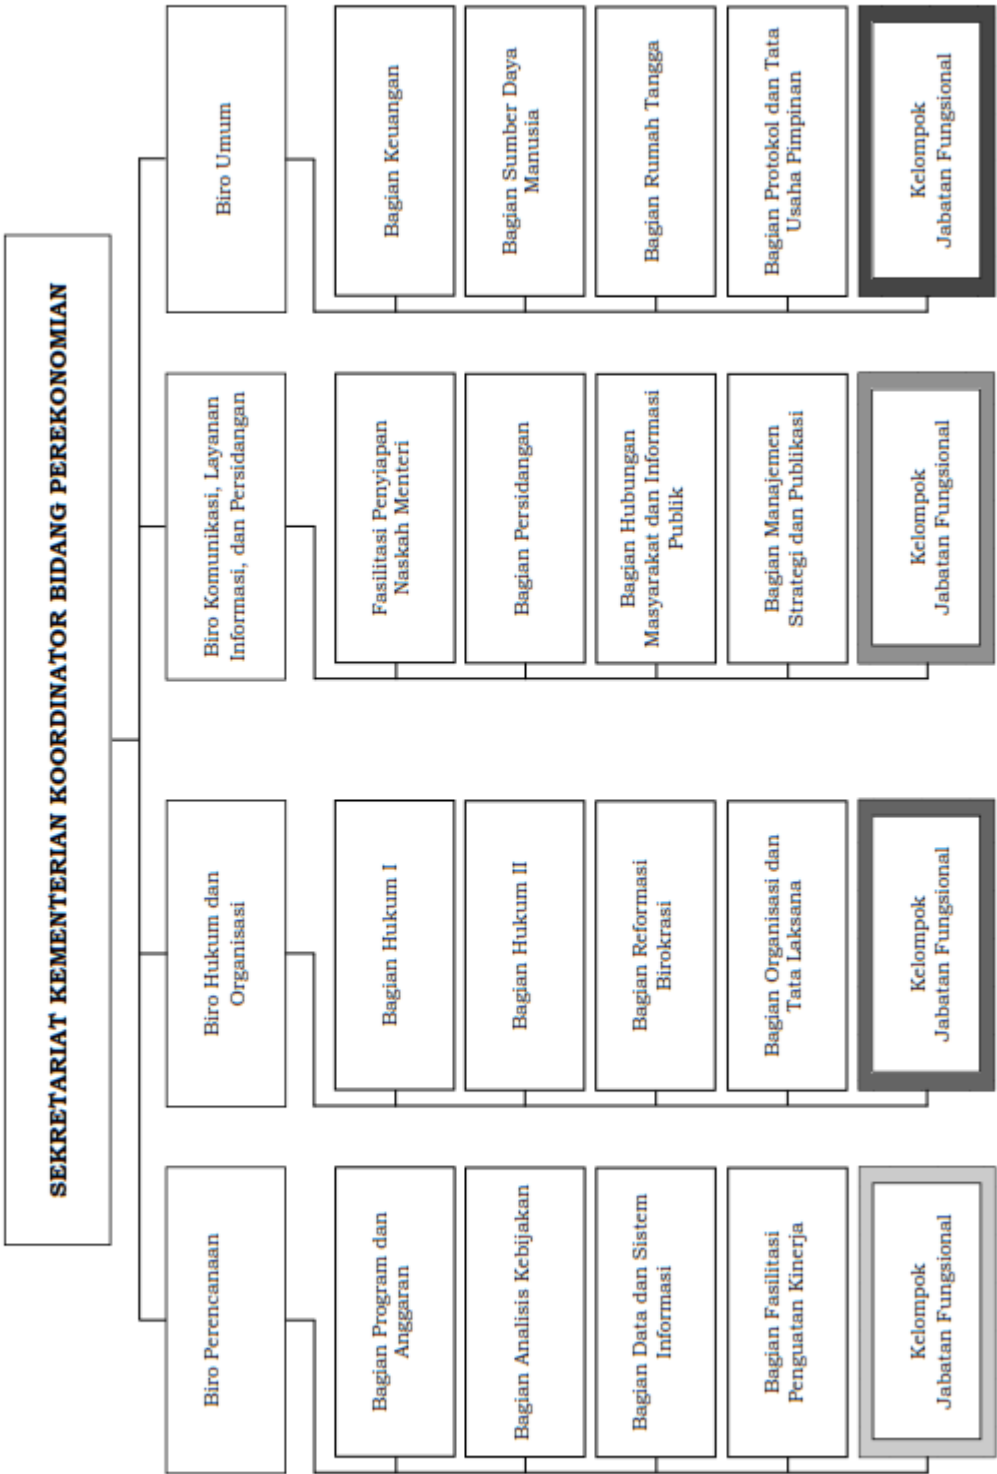 SEKRETARIAT KEMENTERIAN KOORDINATOR BIDANG PEREKONOMIAN
Biro Perencanaan
Bagian Program dan
Anggaran
Bagian Analisis Kebijakan
Bagian Data dan Sistem
Informasi
Bagian Fasilitasi
Penguatan Kinerja
Kelompok
Jabatan Fungsional
Biro Hukum dan
Organisasi
Bagian Hukum I
Bagian Hukum II
Bagian Reformasi
Birokrasi
Bagian Organisasi dan
Tata Laksana
Kelompok
Jabatan Fungsional
Biro Komunikasi, Layanan
Informasi, dan Persidangan
Fasilitasi Penyiapan
Naskah Menteri
Bagian Persidangan
Bagian Hubungan
Masyarakat dan Informasi
Publik
Bagian Manajemen
Strategi dan Publikasi
Kelompok
Jabatan Fungsional
Biro Umum
Bagian Keuangan
Bagian Sumber Daya
Manusia
Bagian Rumah Tangga
Bagian Protokol dan Tata
Usaha Pimpinan
Kelompok
Jabatan Fungsional